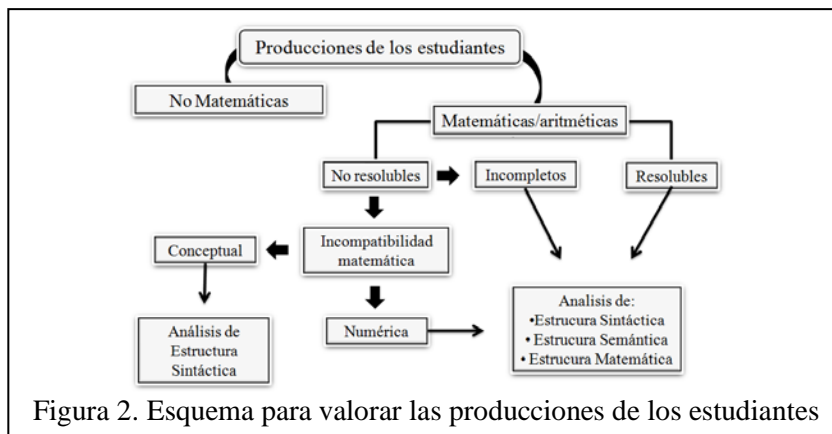 Producciones de los estudiantes
No Matemáticas
Matemáticas/aritméticas
No resolubles
Incompletos
Resolubles
Conceptual
Incompatibilidad
matemática
Análisis de
Estructura
Sintáctica
Numérica
Analisis de:
•Estrucura Sintáctica
• Estrucura Semántica
• Estrucura Matemática
Figura 2. Esquema para valorar las producciones de los estudiantes